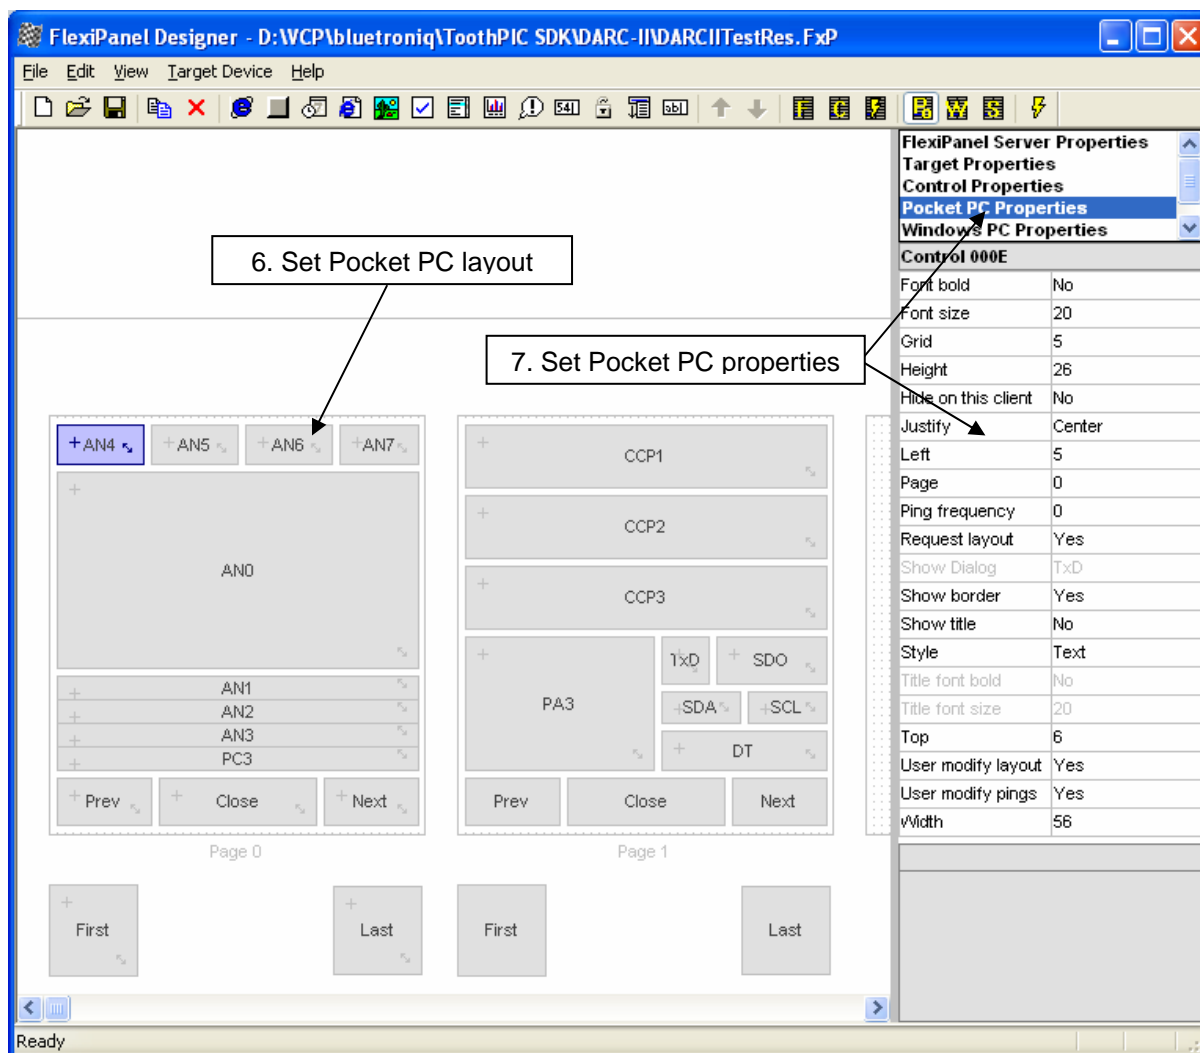 FlexiPanel Designer - D:\VCP\bluetroniq\ToothPIC SDK\DARC-II\DARCIITestRes.FxP
File Edit View Target Device Help
FlexiPanel Server Properties
Target Properties
Control Properties
Pocket PC Properties
Windows PC Properties
Control 000E
Font bold No
Font size 20
Grid 5
Height 26
Hide on this client No
Justify Center
Left 5
Page 0
Ping frequency 0
Request layout Yes
Show Dialog TxD
Show border Yes
Show title No
Style Text
Title font bold No
Title font size 20
Top 6
User modify layout Yes
User modify pings Yes
Width 56
6. Set Pocket PC layout
7. Set Pocket PC properties
AN4 AN5 AN6 AN7
AN0
AN1
AN2
AN3
PC3
Prev Close Next
Page 0
First Last
CCP1
CCP2
CCP3
PA3 TxD SDO
SDA SCL
DT
Prev Close Next
Page 1
First Last
Ready